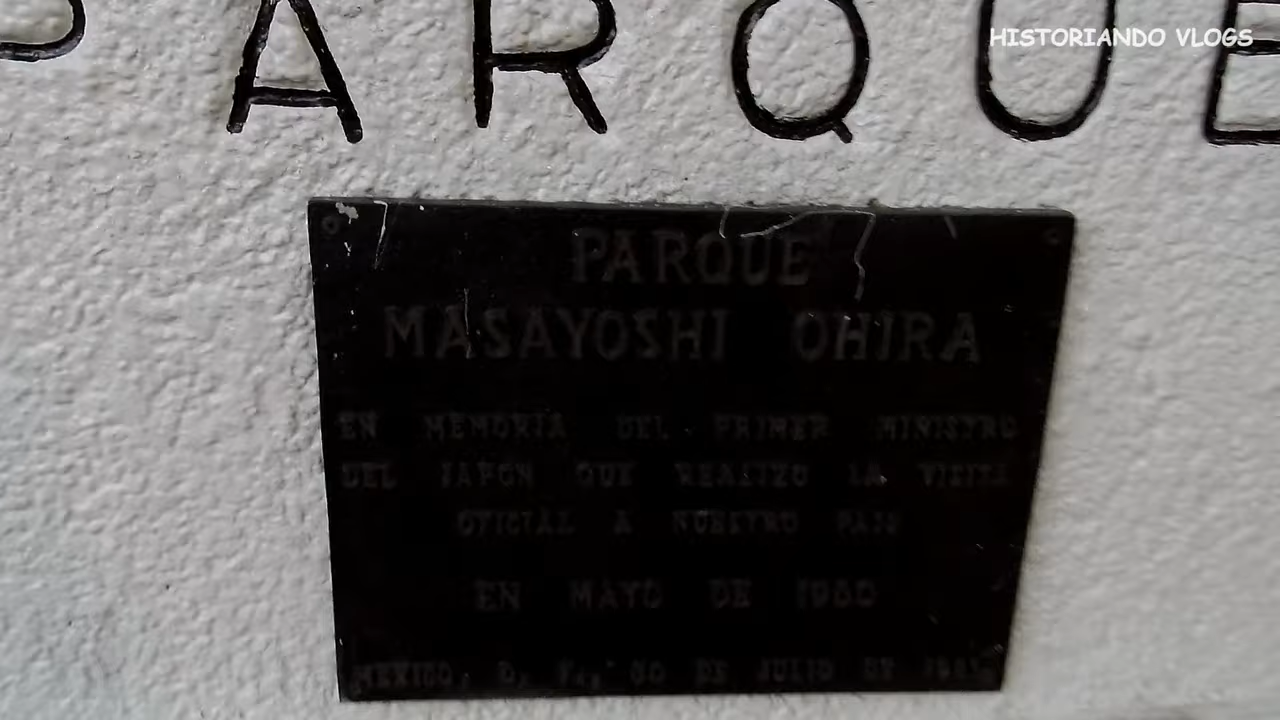 PARQUE
HISTORIANDO VLOGS
PARQUE
MASAYOSHI OHIRA
EN MEMORIA DEL PRIMER MINISTRO
DEL JAPON QUE REALIZO LA VISITA
OFICIAL A NUESTRO PAIS
EN MAYO DE 1980
MEXICO, D. F., DE JULIO DE